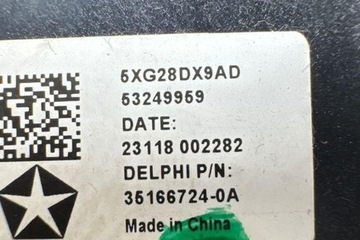 5XG28DX9AD
53249959
DATE:
23118 002282
DELPHI P/N:
35166724-0A
Made in China